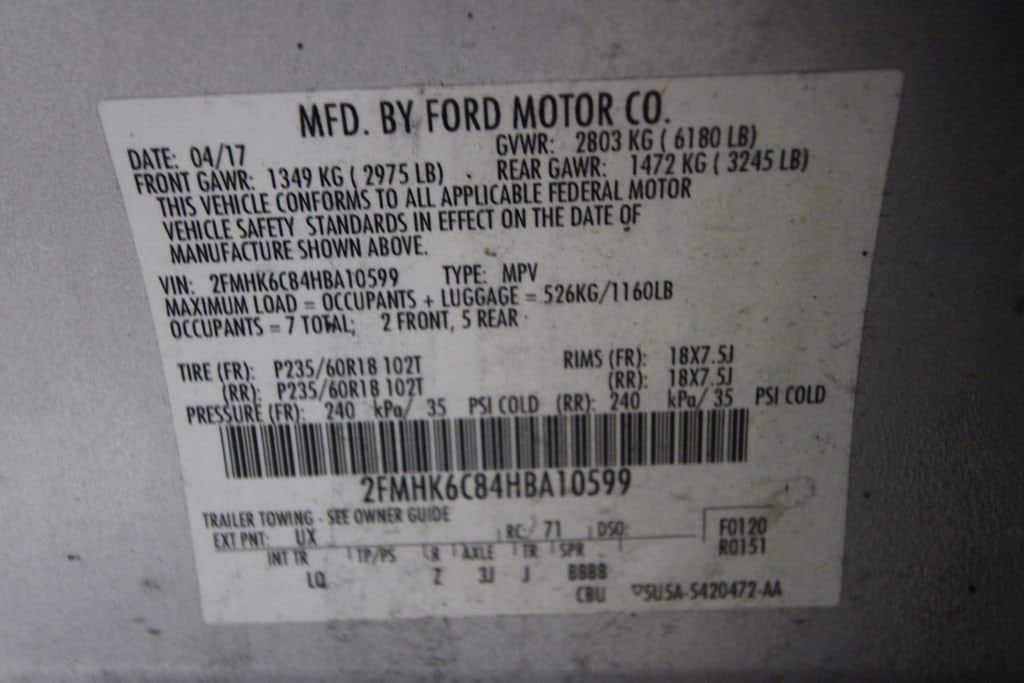 MFD. BY FORD MOTOR CO.
DATE: 04/17 GVWR: 2803 KG ( 6180 LB)
FRONT GAWR: 1349 KG ( 2975 LB) . REAR GAWR: 1472 KG ( 3245 LB)
THIS VEHICLE CONFORMS TO ALL APPLICABLE FEDERAL MOTOR
VEHICLE SAFETY STANDARDS IN EFFECT ON THE DATE OF
MANUFACTURE SHOWN ABOVE.
VIN: 2FMHK6C84HBA10599 TYPE: MPV
MAXIMUM LOAD = OCCUPANTS + LUGGAGE = 526KG/1160LB
OCCUPANTS = 7 TOTAL; 2 FRONT, 5 REAR
TIRE (FR): P235/60R18 102T RIMS (FR): 18X7.5J
(RR): P235/60R18 102T (RR): 18X7.5J
PRESSURE (FR): 240 kPa/ 35 PSI COLD (RR): 240 kPa/ 35 PSI COLD
2FMHK6C84HBA10599
TRAILER TOWING - SEE OWNER GUIDE
EXT PNT: UX RC: 71 DSO: F0120
R0151
INT TR TP/PS R AXLE TR SPR
LQ Z 3J J BBBB
CBU 5U5A-5420472-AA